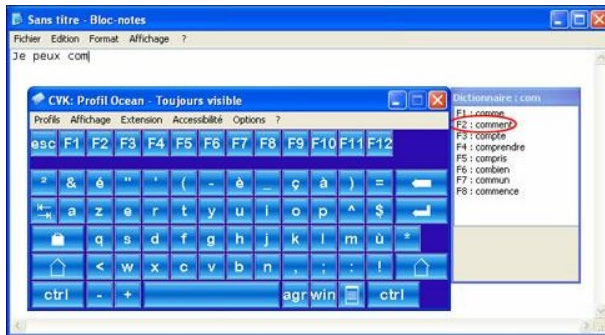 Sans titre - Bloc-notes
Fichier Edition Format Affichage ?
Je peux com
CVK: Profil Ocean - Toujours visible
Profils Affichage Extension Accessibilité Options ?
esc F1 F2 F3 F4 F5 F6 F7 F8 F9 F10 F11 F12
² & é " ' ( - è _ ç à ) =
a z e r t y u i o p ^ $
q s d f g h j k l m ù *
< w x c v b n , ; : !
ctrl - + agr win ctrl
Dictionnaire : com
F1 : comme
F2 : comment
F3 : compte
F4 : comprendre
F5 : compris
F6 : combien
F7 : commun
F8 : commence